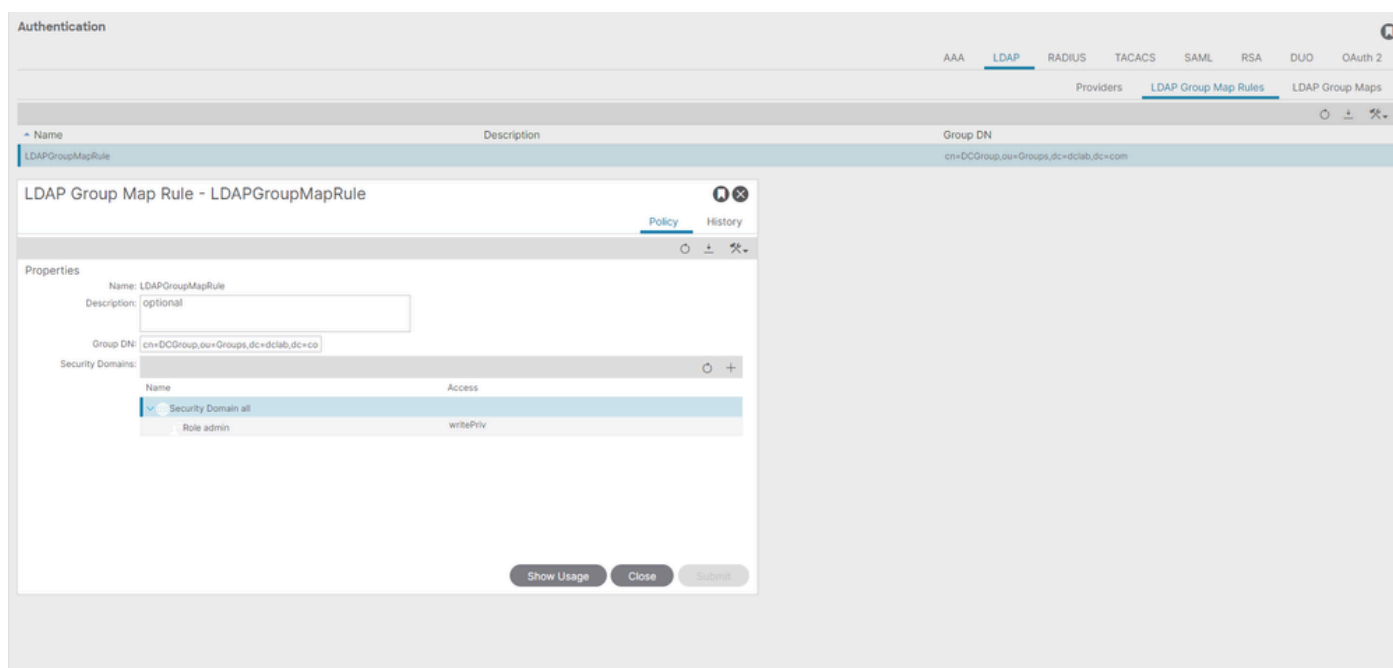 Authentication
AAA LDAP RADIUS TACACS SAML RSA DUO OAuth 2
Providers LDAP Group Map Rules LDAP Group Maps
Name Description Group DN
LDAPGroupMapRule cn=DCGroup,ou=Groups,dc=dclab,dc=com
LDAP Group Map Rule - LDAPGroupMapRule
Policy History
Properties
Name: LDAPGroupMapRule
Description: optional
Group DN: cn=DCGroup,ou=Groups,dc=dclab,dc=co
Security Domains:
Name Access
Security Domain all
Role admin writePriv
Show Usage Close Submit